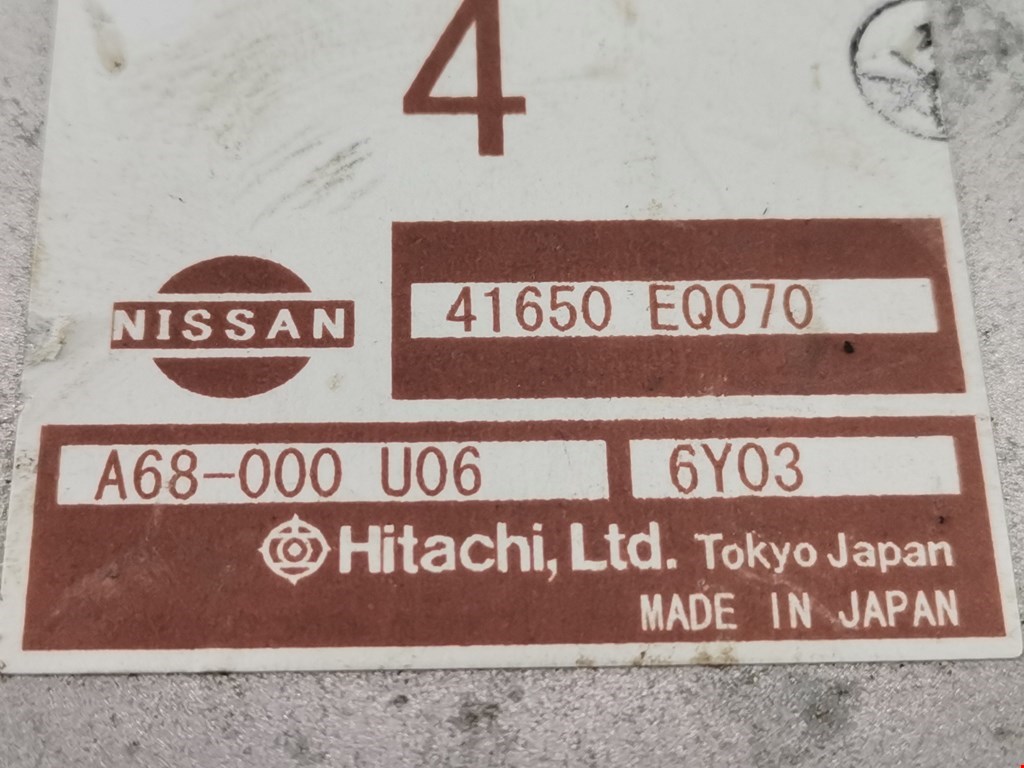 4
NISSAN
41650 EQ070
A68-000 U06
6Y03
Hitachi, Ltd. Tokyo Japan
MADE IN JAPAN